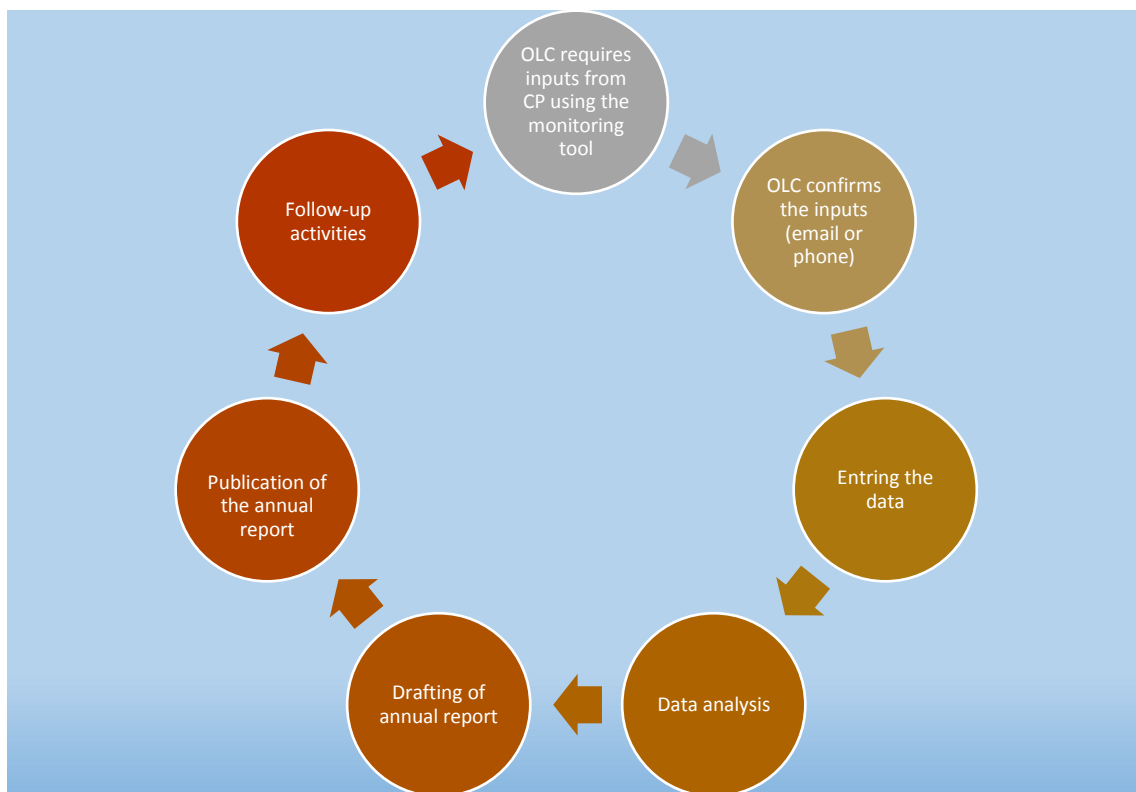 OLC requires
inputs from
CP using the
monitoring
tool
OLC confirms
the inputs
(email or
phone)
Entring the
data
Data analysis
Drafting of
annual report
Publication of
the annual
report
Follow-up
activities